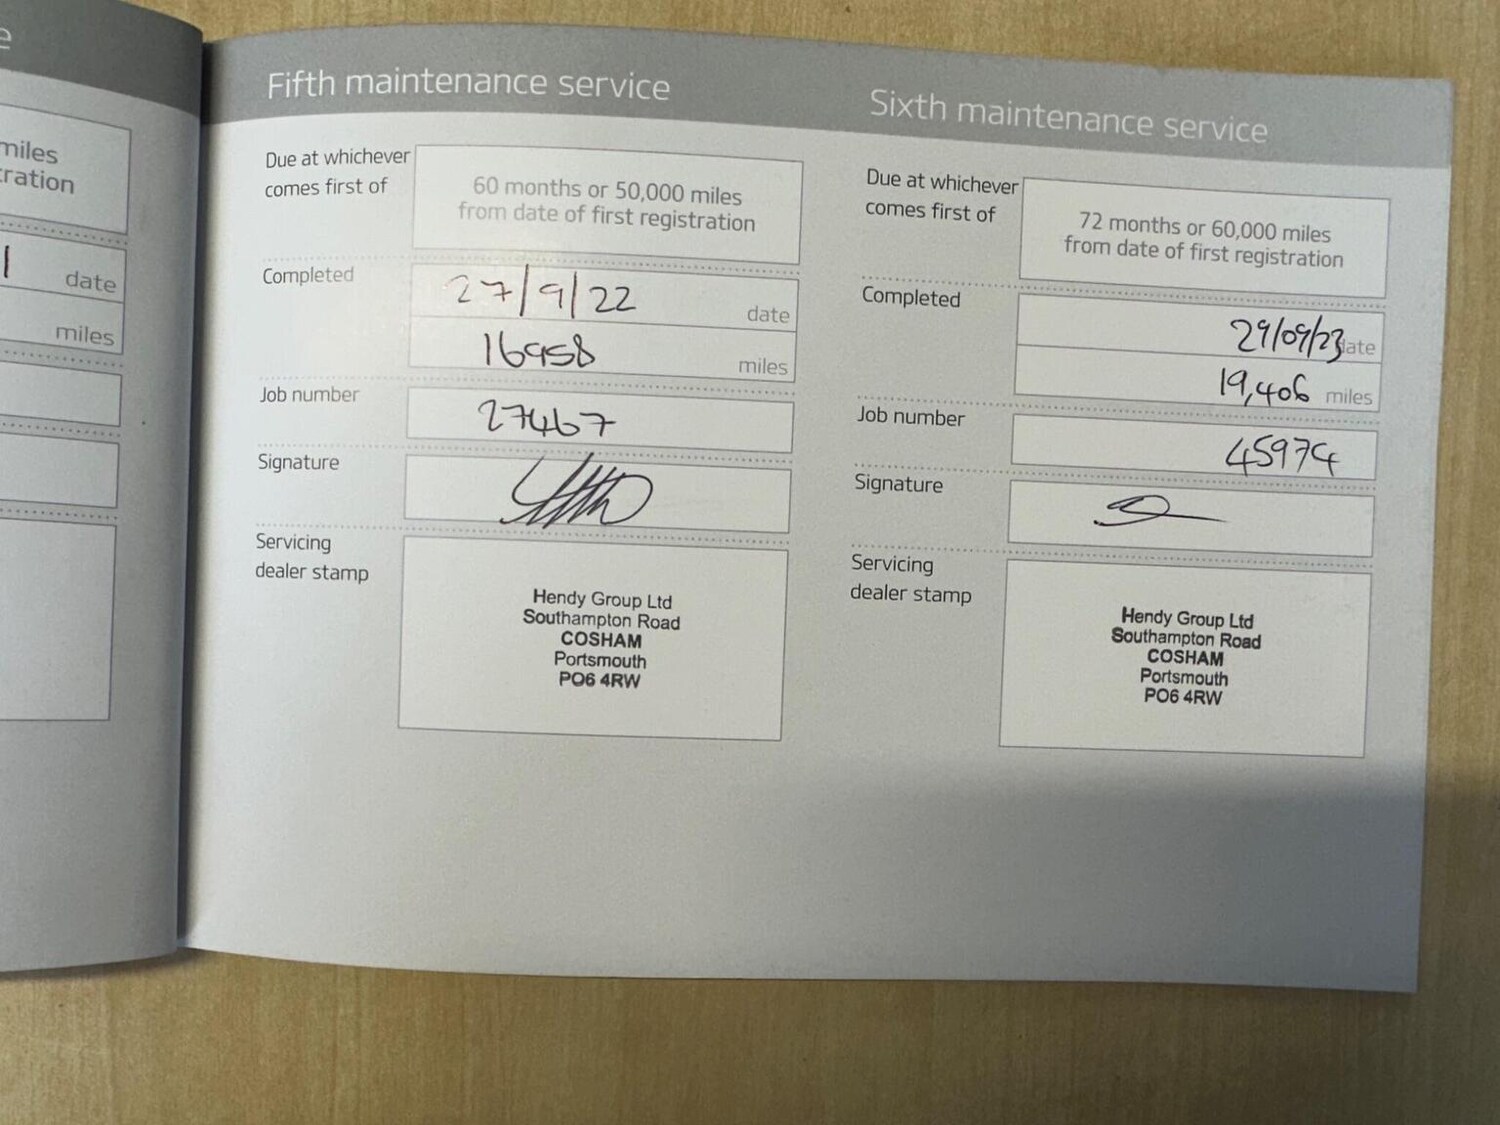 e
miles
ration
1
date
miles
Fifth maintenance service
Due at whichever
comes first of
60 months or 50,000 miles
from date of first registration
Completed
27/9/22
date
16958
miles
Job number
27467
Signature
Servicing
dealer stamp
Hendy Group Ltd
Southampton Road
COSHAM
Portsmouth
PO6 4RW
Sixth maintenance service
Due at whichever
comes first of
72 months or 60,000 miles
from date of first registration
Completed
29/09/23
date
19,406
miles
Job number
45974
Signature
Servicing
dealer stamp
Hendy Group Ltd
Southampton Road
COSHAM
Portsmouth
PO6 4RW